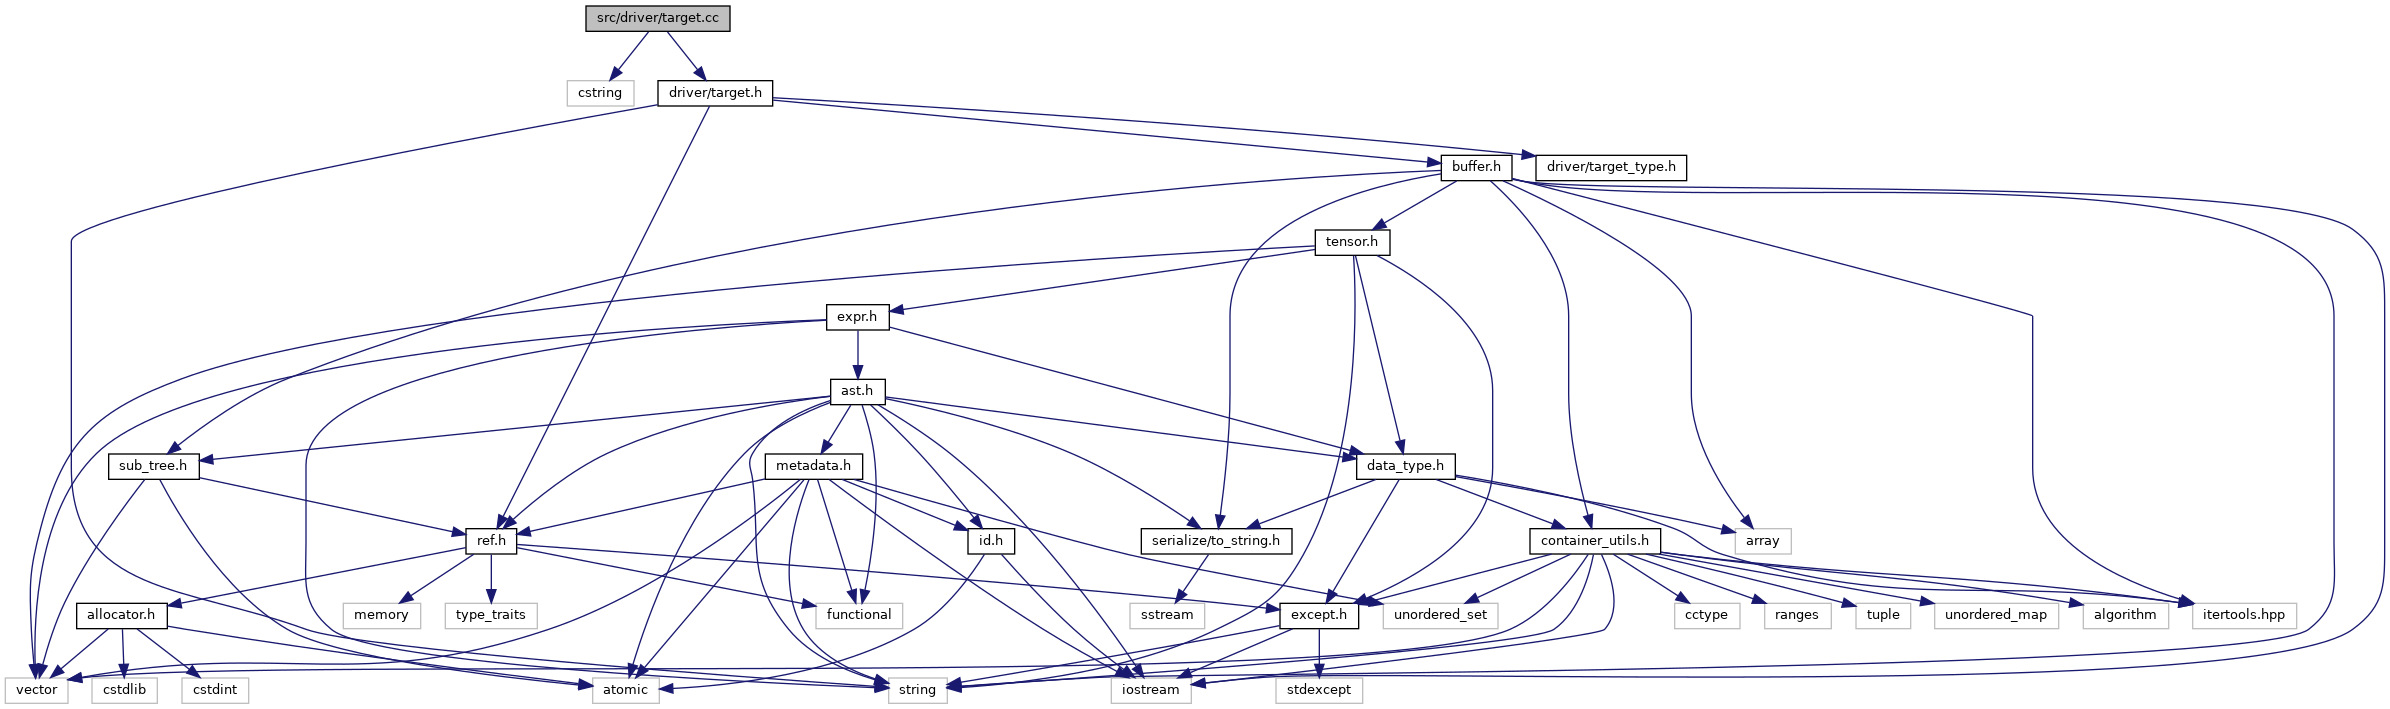 src/driver/target.cc
cstring
driver/target.h
buffer.h
driver/target_type.h
tensor.h
expr.h
ast.h
sub_tree.h
metadata.h
data_type.h
ref.h
id.h
serialize/to_string.h
container_utils.h
array
allocator.h
memory
type_traits
functional
sstream
except.h
unordered_set
cctype
ranges
tuple
unordered_map
algorithm
itertools.hpp
vector
cstdlib
cstdint
atomic
string
iostream
stdexcept